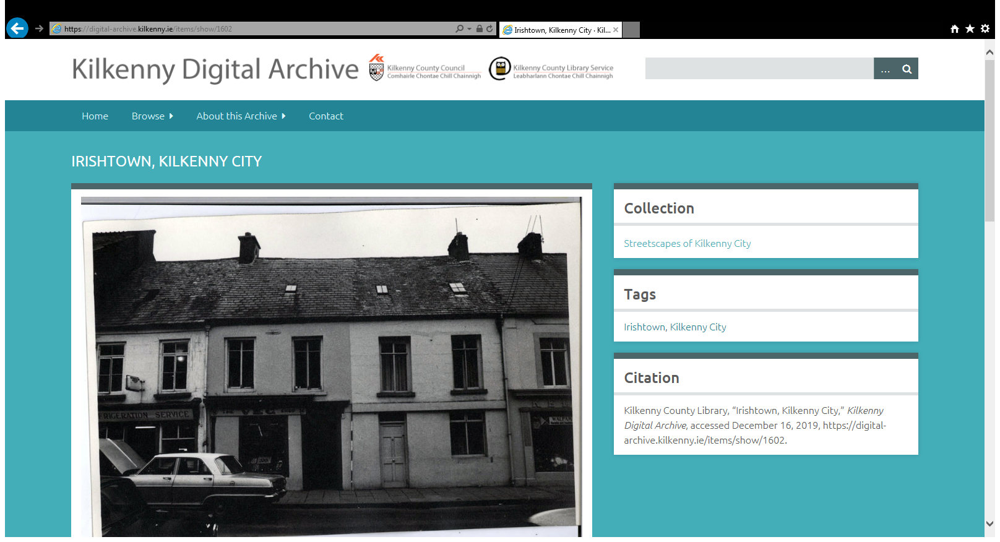 https://digital-archive.kilkenny.ie/items/show/1602
Irishtown, Kilkenny City · Kil...
Kilkenny Digital Archive
Kilkenny County Council
Comhairle Chontae Chill Chainnigh
Kilkenny County Library Service
Leabharlann Chontae Chill Chainnigh
...
Home
Browse
About this Archive
Contact
IRISHTOWN, KILKENNY CITY
FRIGERATION SERVICE
THE
Collection
Streetscapes of Kilkenny City
Tags
Irishtown, Kilkenny City
Citation
Kilkenny County Library, “Irishtown, Kilkenny City,” Kilkenny
Digital Archive, accessed December 16, 2019, https://digital-
archive.kilkenny.ie/items/show/1602.